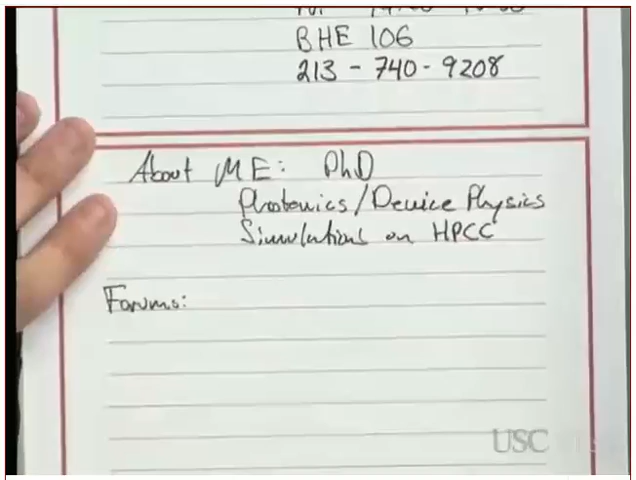 BHE 106
213 - 740 - 9208
About ME: PhD
Photonics/Device Physics
Simulations on HPCC
Forums:
USC